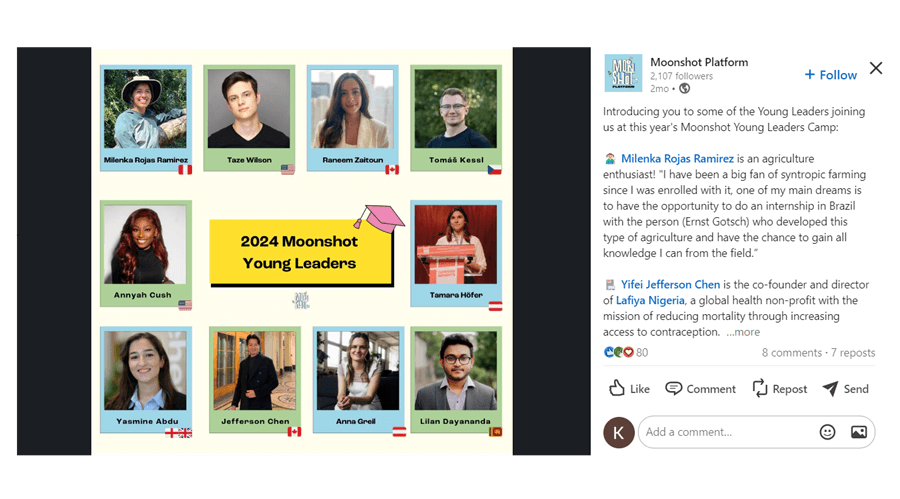 Milenka Rojas Ramirez
Taze Wilson
Raneem Zaitoun
Tomáš Kessl
Annyah Cush
2024 Moonshot
Young Leaders
Tamara Höfer
Yasmine Abdu
Jefferson Chen
Anna Greil
Lilan Dayananda
MOON
SHOT
PLATFORM
Moonshot Platform
2,107 followers
2mo •
+ Follow
Introducing you to some of the Young Leaders joining
us at this year's Moonshot Young Leaders Camp:
Milenka Rojas Ramirez is an agriculture
enthusiast! "I have been a big fan of syntropic farming
since I was enrolled with it, one of my main dreams is
to have the opportunity to do an internship in Brazil
with the person (Ernst Gotsch) who developed this
type of agriculture and have the chance to gain all
knowledge I can from the field."
Yifei Jefferson Chen is the co-founder and director
of Lafiya Nigeria, a global health non-profit with the
mission of reducing mortality through increasing
access to contraception. ...more
80
8 comments · 7 reposts
Like
Comment
Repost
Send
K
Add a comment...